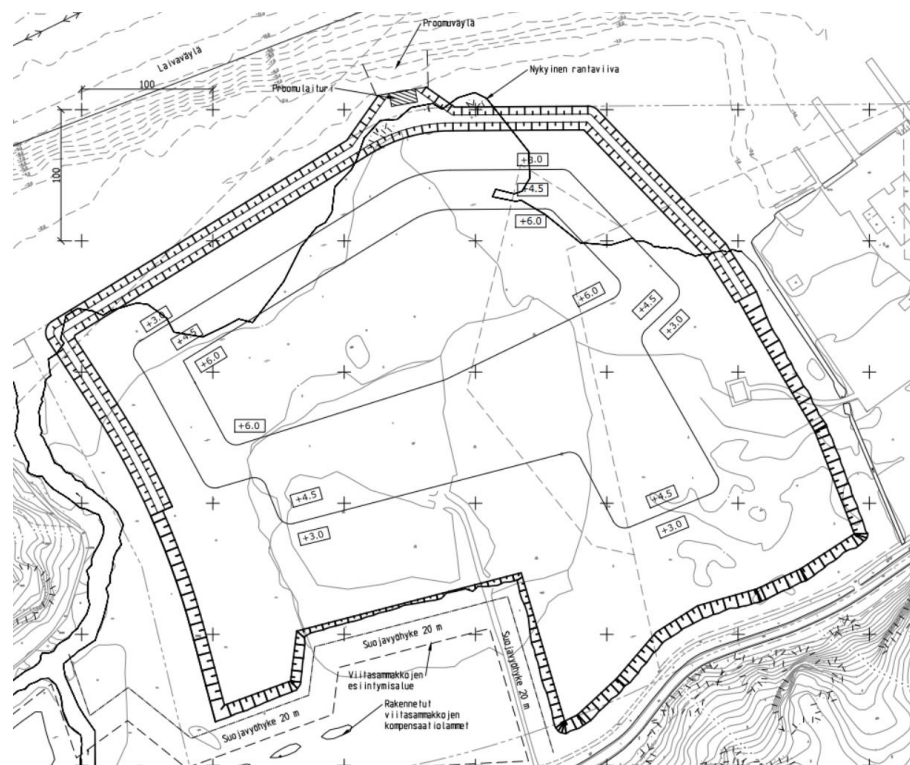 Proomuväylä
Laivaväylä
Nykyinen rantaviiva
100
Proomulaituri
100
+3.0
+4.5
+6.0
+6.0
+4.5
+3.0
+3.0
+4.5
+6.0
+6.0
+4.5
+3.0
+4.5
+3.0
Suojavyöhyke 20 m
Suojavyöhyke 20 m
Viitasammakkojen
esiintymisalue
Rakennetut
viitasammakkojen
kompensaatiolammet
Suojavyöhyke 20 m